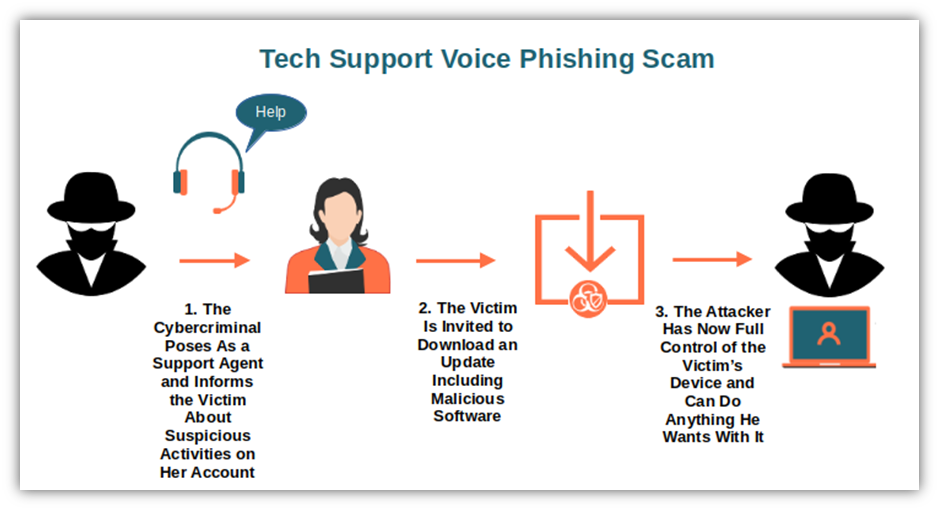 Tech Support Voice Phishing Scam
Help
1. The
Cybercriminal
Poses As a
Support Agent
and Informs
the Victim
About
Suspicious
Activities on
Her Account
2. The Victim
Is Invited to
Download an
Update
Including
Malicious
Software
3. The Attacker
Has Now Full
Control of the
Victim's
Device and
Can Do
Anything He
Wants With It